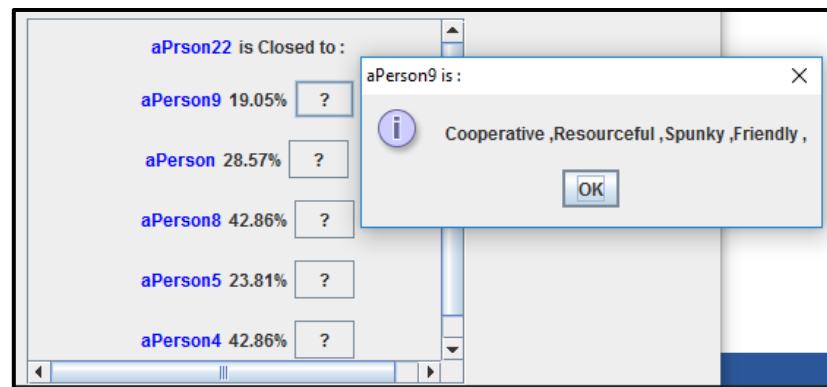 aPrson22 is Closed to :
aPerson9 19.05% ?
aPerson 28.57% ?
aPerson8 42.86% ?
aPerson5 23.81% ?
aPerson4 42.86% ?
aPerson9 is :
i
Cooperative ,Resourceful ,Spunky ,Friendly ,
OK